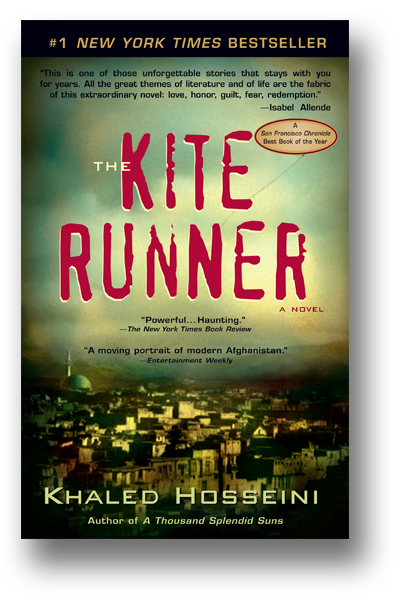 #1 NEW YORK TIMES BESTSELLER
"This is one of those unforgettable stories that stays with you
for years. All the great themes of literature and of life are the fabric
of this extraordinary novel: love, honor, guilt, fear, redemption."
—Isabel Allende
A
San Francisco Chronicle
Best Book of the Year
THE
KITE
RUNNER
A NOVEL
"Powerful...Haunting."
—The New York Times Book Review
"A moving portrait of modern Afghanistan."
—Entertainment Weekly
KHALED HOSSEINI
Author of A Thousand Splendid Suns